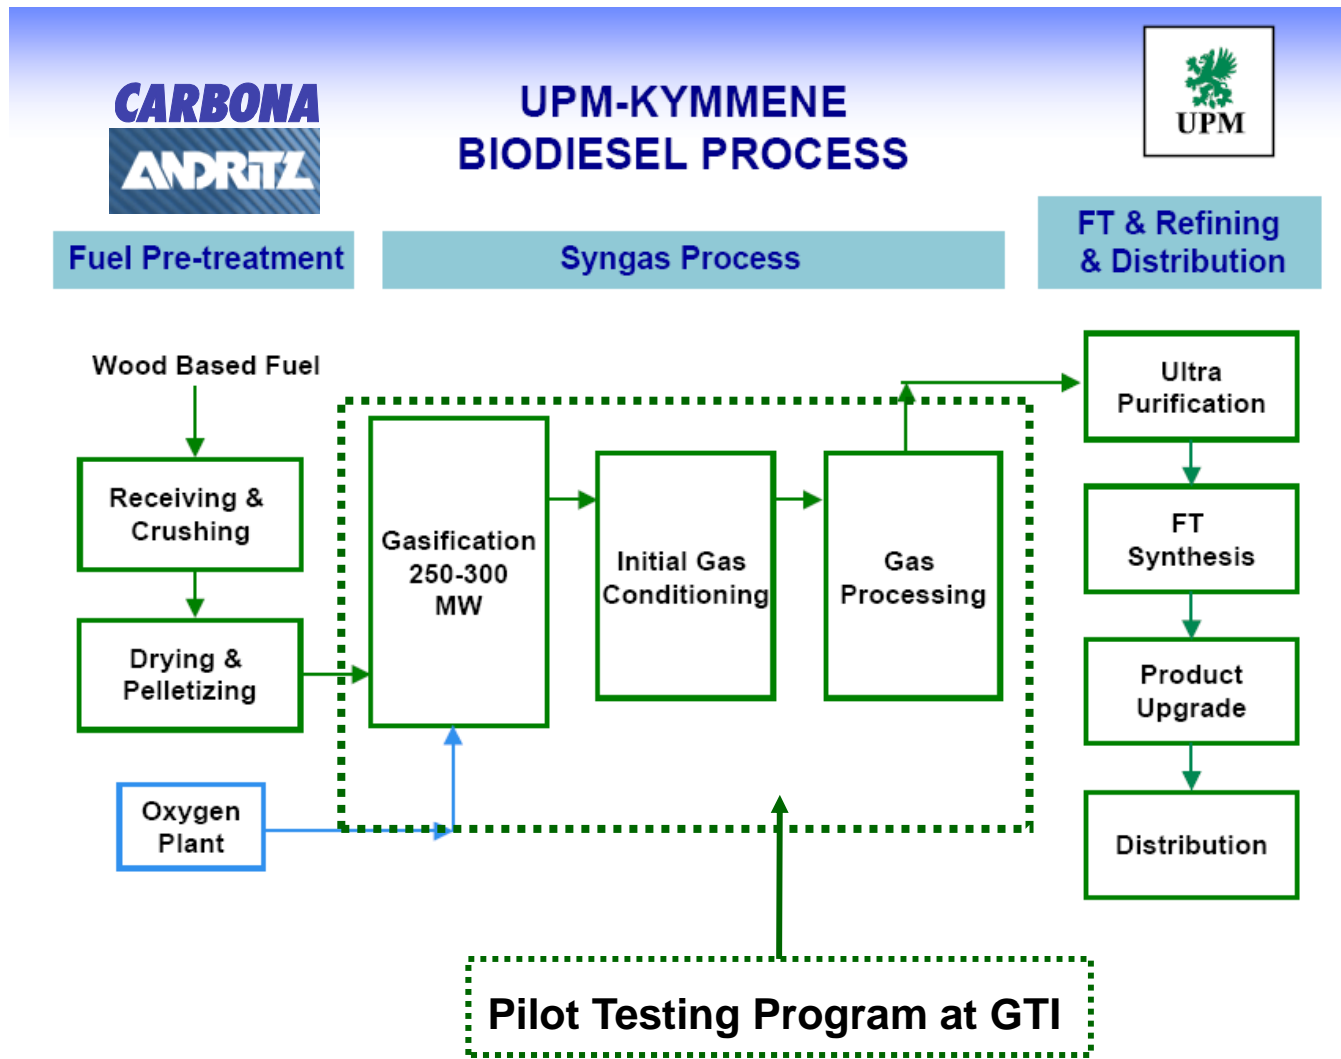 CARBONA
ANDRITZ
UPM-KYMMENE
BIODIESEL PROCESS
UPM
Fuel Pre-treatment
Syngas Process
FT & Refining
& Distribution
Wood Based Fuel
Receiving &
Crushing
Drying &
Pelletizing
Oxygen
Plant
Gasification
250-300
MW
Initial Gas
Conditioning
Gas
Processing
Ultra
Purification
FT
Synthesis
Product
Upgrade
Distribution
Pilot Testing Program at GTI